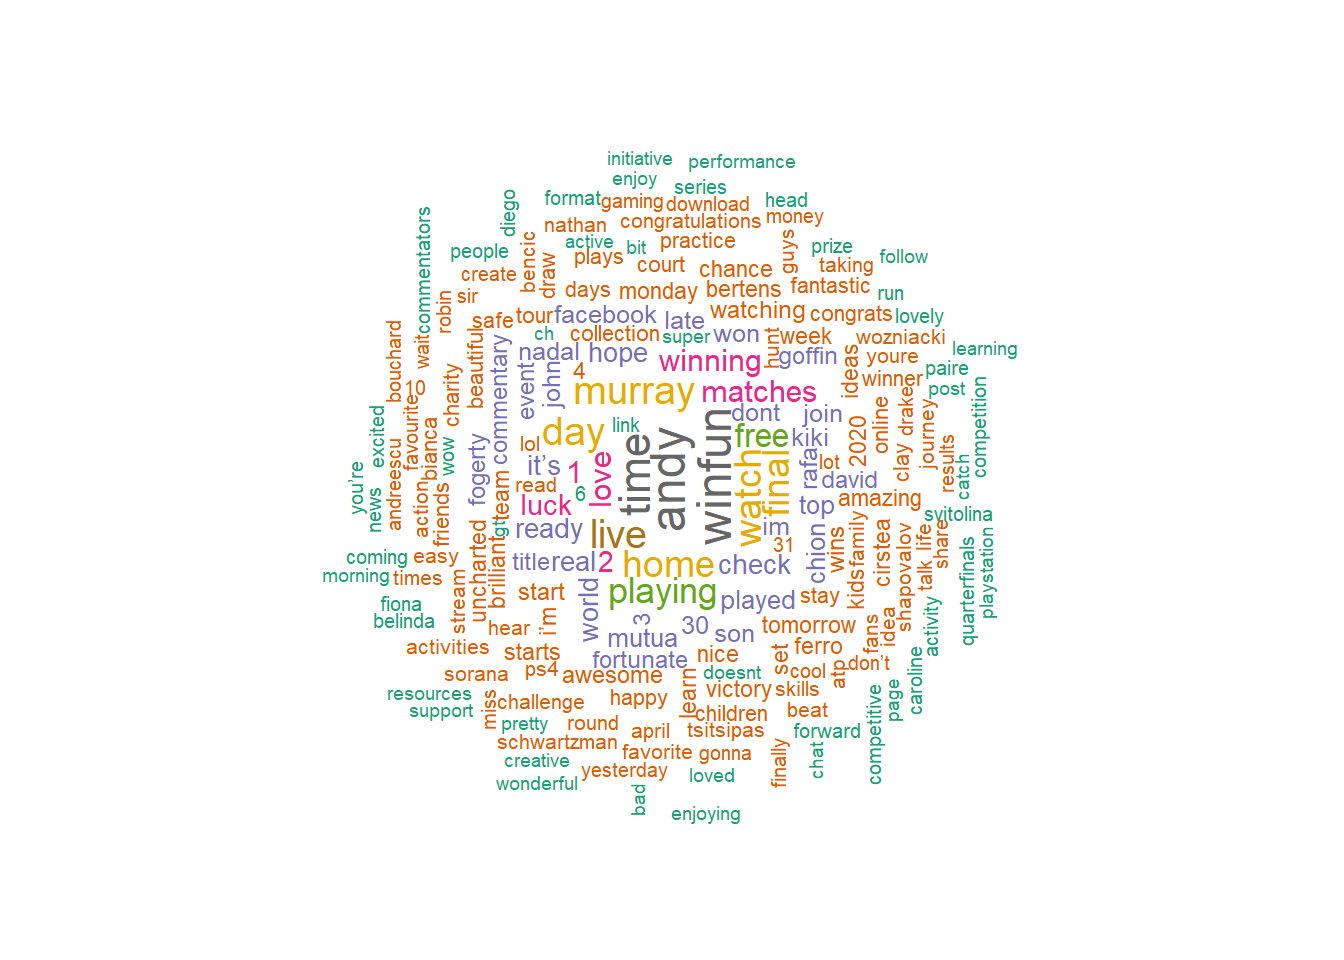 initiative
performance
enjoy
series
format
gaming
download
head
diego
nathan
congratulations
money
commentators
people
active
bit
practice
guys
prize
follow
bencic
draw
plays
court
chance
taking
create
sir
days
monday
bertens
fantastic
run
robin
safe
tour
facebook
late
watching
congrats
lovely
bouchard
wait
beautiful
ch
collection
super
won
hunt
week
wozniacki
learning
commentary
nadal
hope
winning
goffin
ideas
youre
paire
event
john
4
murray
matches
winner
post
favourite
10
charity
excited
wow
bianca
day
link
dont
join
2020
online
clay
draker
journey
competition
lol
time
andy
winfun
free
kiki
you're
news
andreescu
action
friends
fogerty
team
it’s
1
love
watch
final
rafa
lot
results
catch
read
6
david
luck
top
amazing
svitolina
gt
ready
live
im
coming
easy
uncharted
brilliant
title
real
2
home
31
check
chion
wins
kids
family
cirstea
shapovalov
talk
life
share
quarterfinals
playstation
morning
times
stream
start
playing
played
stay
fiona
belinda
i'm
world
3
30
son
tomorrow
fans
idea
activity
hear
activities
starts
mutua
fortunate
nice
set
ferro
atp
don’t
sorana
ps4
awesome
doesnt
cool
caroline
resources
support
miss
challenge
happy
learn
victory
skills
page
competitive
pretty
round
april
children
beat
forward
schwartzman
tsitsipas
creative
favorite
gonna
finally
chat
wonderful
yesterday
loved
bad
enjoying